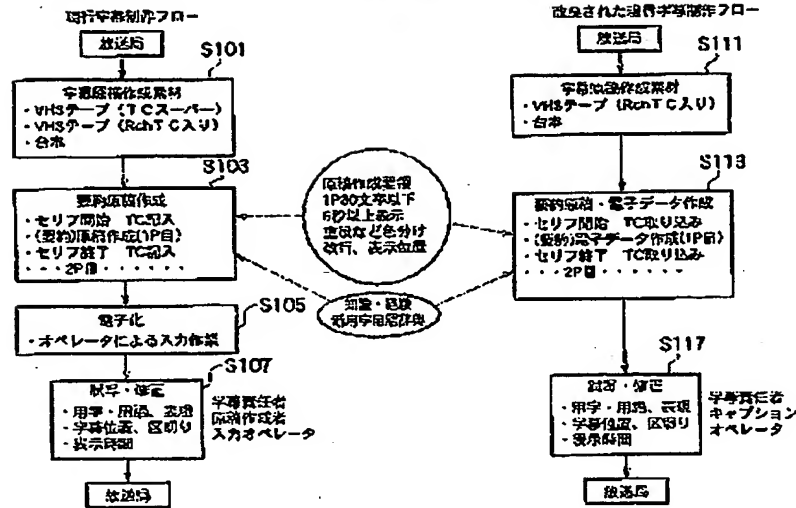 現行字幕制作フロー
放送局
S101
字幕原稿作成素材
・VHSテープ (TCスーパー)
・VHSテープ (RchTC入り)
・台本
S103
要約原稿作成
・セリフ開始 TC記入
・(要約)原稿作成(1P目)
・セリフ終了 TC記入
・・・2P目・・・・・・
電子化
S105
・オペレータによる入力作業
S107
試写・修正
・用字・用語、表現
・字幕位置、区切り
・表示時間
字幕責任者
原稿作成者
入力オペレータ
放送局
原稿作成要領
1P30文字以下
5秒以上表示
主役など色分け
改行、表示位置
知識・経験
改良された 字幕制作フロー
放送局
S111
字幕原稿作成素材
・VHSテープ (RchTC入り)
・台本
S113
要約原稿・電子データ作成
・セリフ開始 TC取り込み
・(要約)電子データ作成(1P目)
・セリフ終了 TC取り込み
・・・2P目・・・・・・
S117
試写・修正
・用字・用語、表現
・字幕位置、区切り
・表示時間
字幕責任者
キャプション
オペレータ
放送局